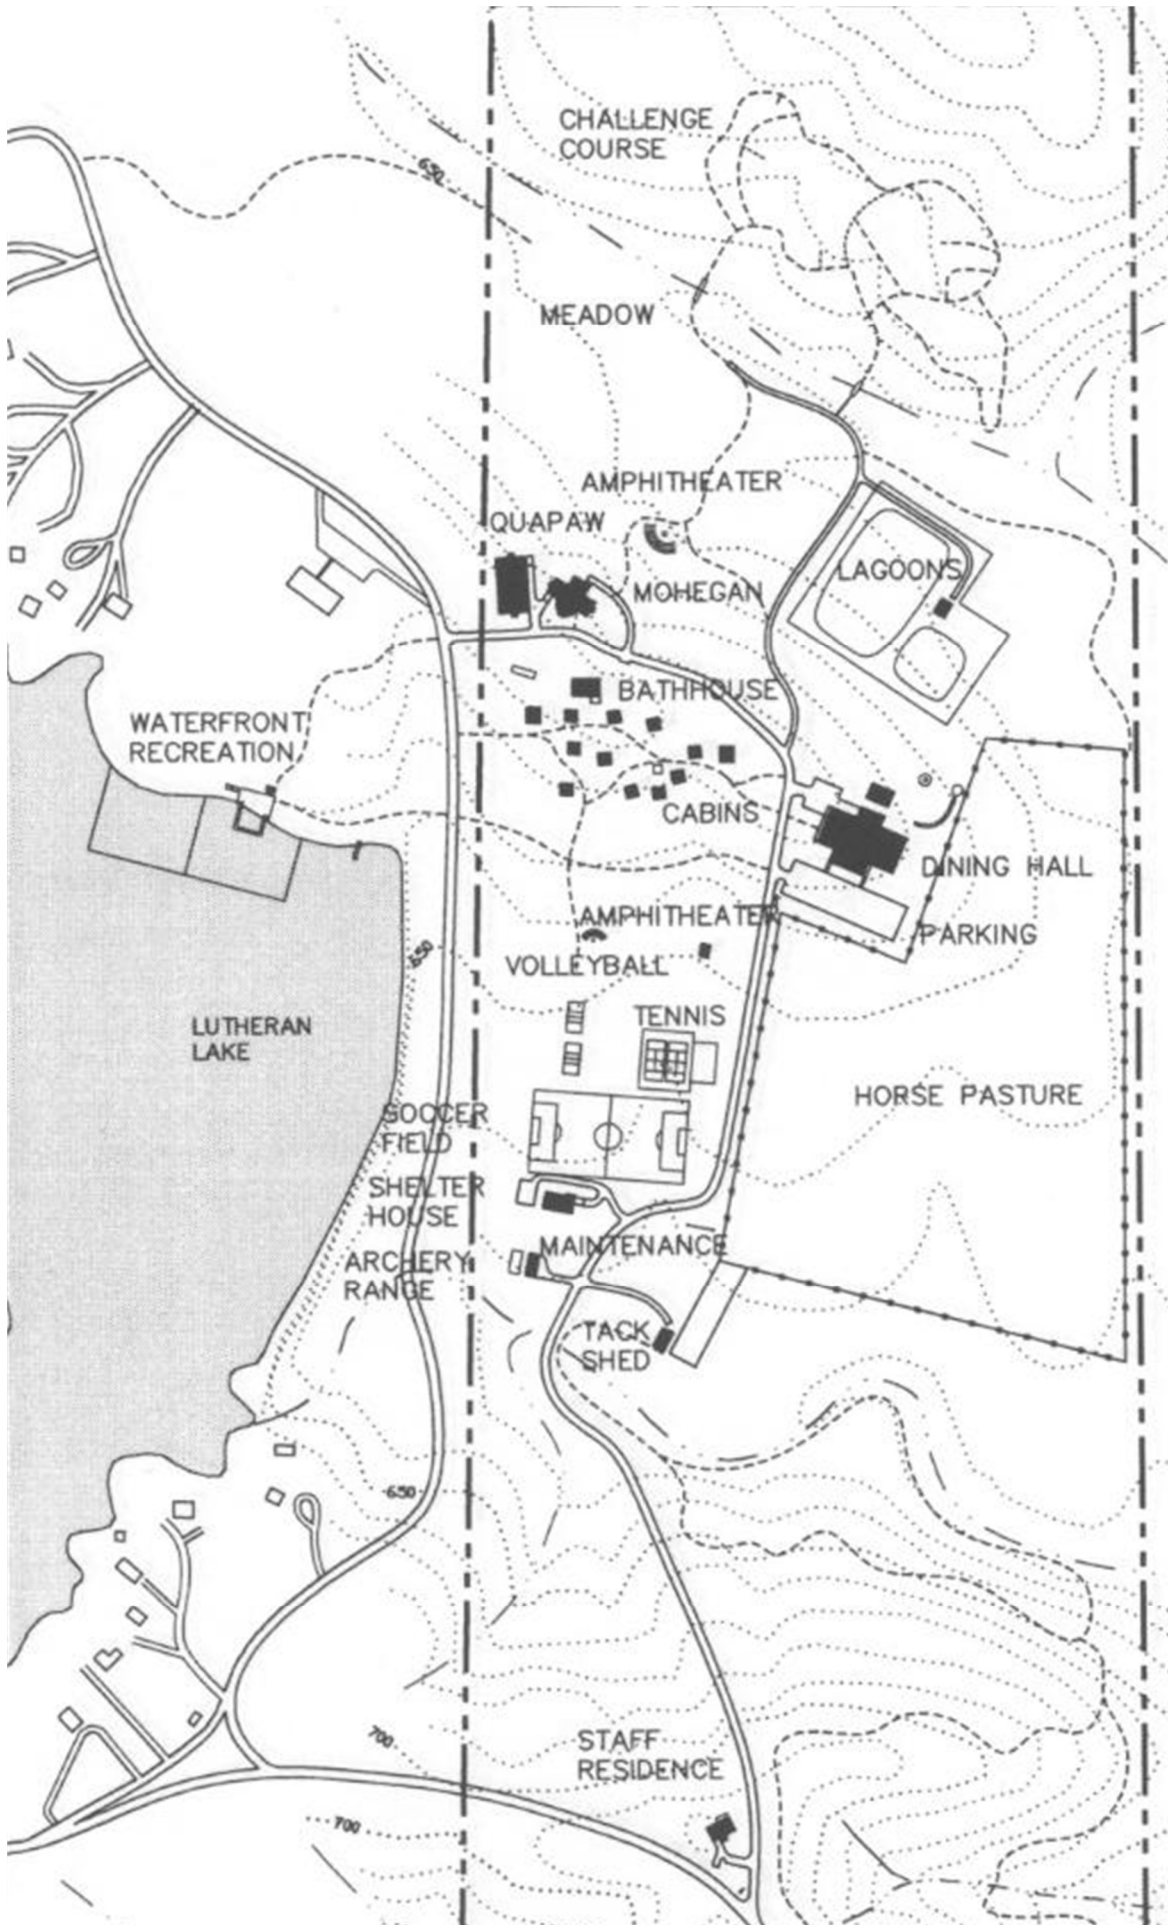 CHALLENGE
COURSE
650
MEADOW
AMPHITHEATER
QUAPAW
LAGOONS
MOHEGAN
BATHHOUSE
WATERFRONT
RECREATION
CABINS
DINING HALL
AMPHITHEATER
PARKING
650
VOLLEYBALL
TENNIS
LUTHERAN
LAKE
HORSE PASTURE
SOCCER
FIELD
SHELTER
HOUSE
MAINTENANCE
ARCHERY
RANGE
TACK
SHED
650
700
STAFF
RESIDENCE
700